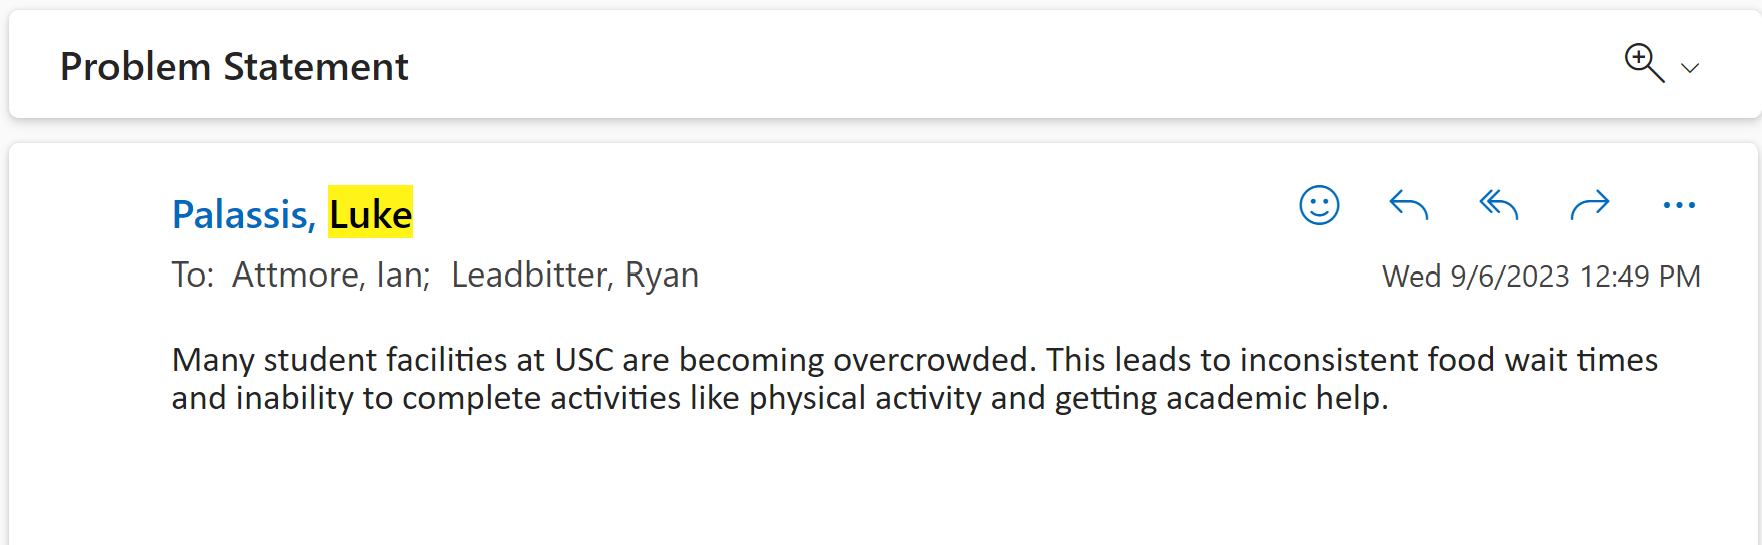 Problem Statement
Palassis, Luke
To: Attmore, Ian; Leadbitter, Ryan
Wed 9/6/2023 12:49 PM
Many student facilities at USC are becoming overcrowded. This leads to inconsistent food wait times
and inability to complete activities like physical activity and getting academic help.